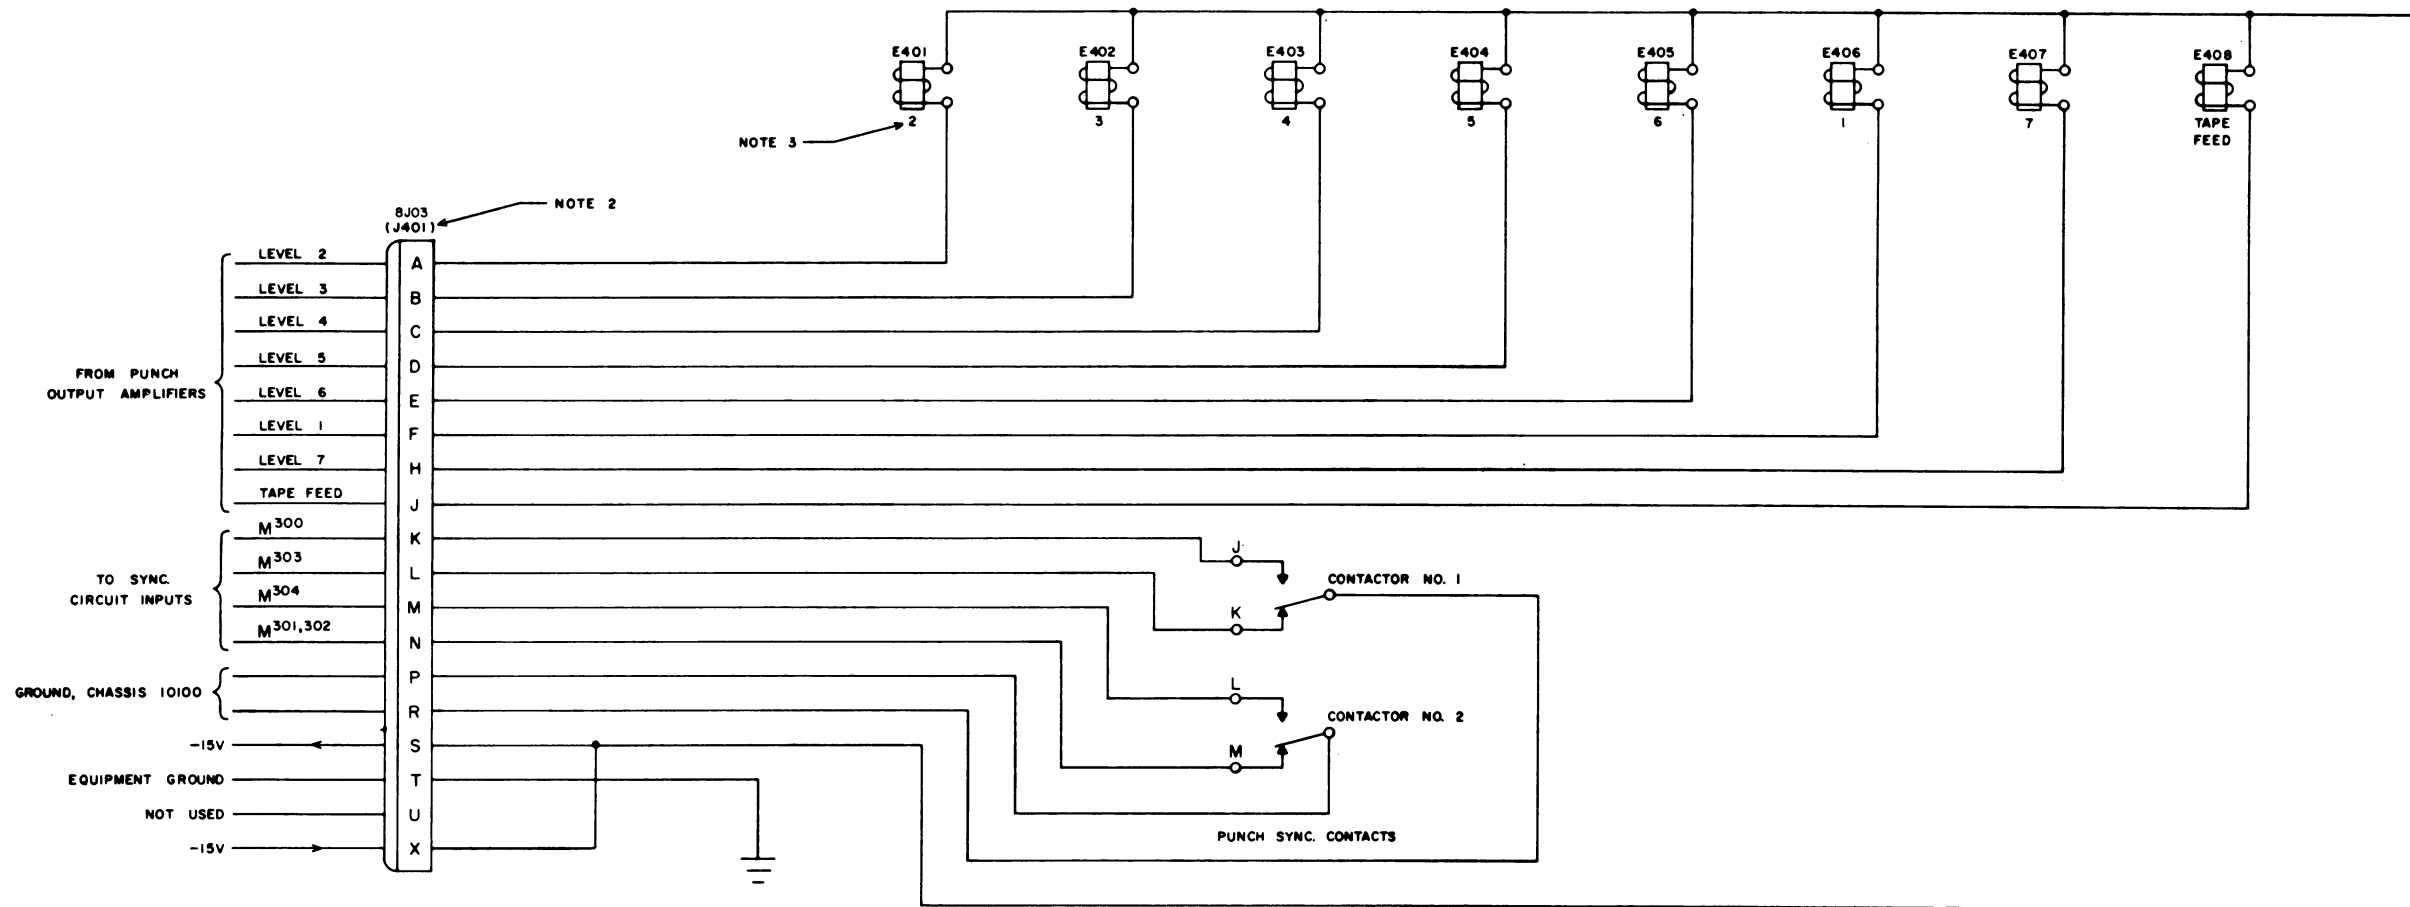 E401
E402
E403
E404
E405
E406
E407
E408
2
3
4
5
6
1
7
TAPE
FEED
NOTE 3
NOTE 2
8J03
(J401)
LEVEL 2
A
LEVEL 3
B
LEVEL 4
C
LEVEL 5
D
FROM PUNCH
OUTPUT AMPLIFIERS
LEVEL 6
E
LEVEL 1
F
LEVEL 7
H
TAPE FEED
J
M300
K
M303
L
TO SYNC.
CIRCUIT INPUTS
M304
M
M301,302
N
J
CONTACTOR NO. 1
K
P
GROUND, CHASSIS 10100
R
L
CONTACTOR NO. 2
M
-15V
S
EQUIPMENT GROUND
T
NOT USED
U
-15V
X
PUNCH SYNC. CONTACTS